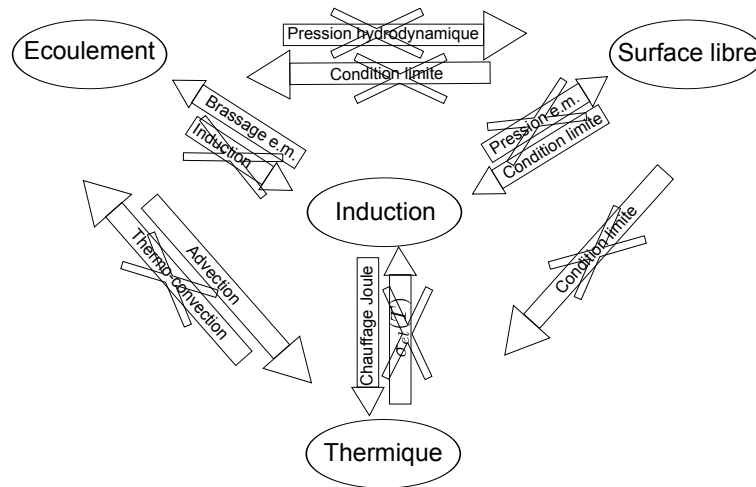 Ecoulement
Pression hydrodynamique
Condition limite
Surface libre
Brassage e.m.
Induction
Pression e.m.
Condition limite
Induction
Condition limite
Advection
Thermo-convection
Chauffage Joule
σel(T)
Thermique